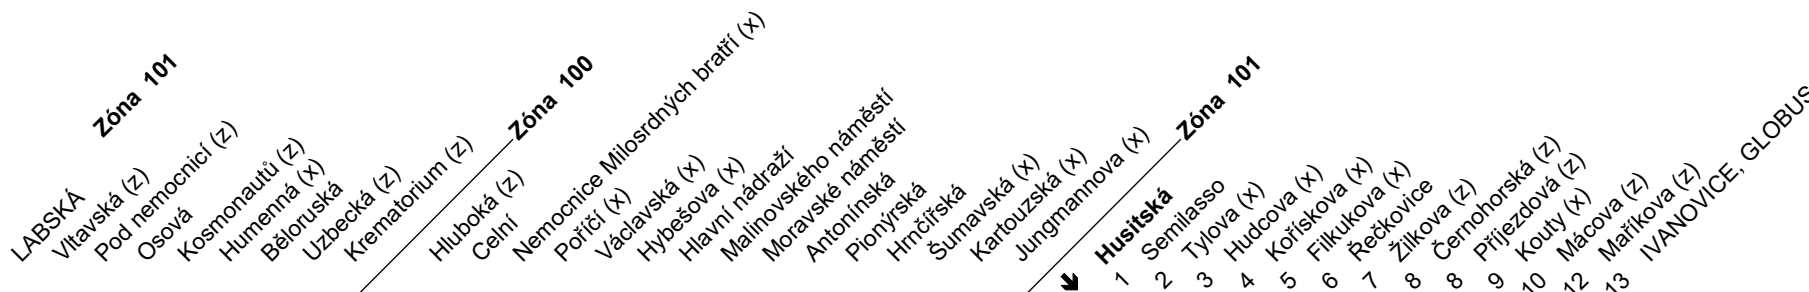 Zóna 101
LABSKÁ
Vltavská (z)
Pod nemocnicí (z)
Osová
Kosmonautů (z)
Humenná (x)
Běloruská
Uzbecká (z)
Krematorium (z)
Zóna 100
Hluboká (z)
Celní
Nemocnice Milosrdných bratří (x)
Poříčí (x)
Václavská (x)
Hybešova (x)
Hlavní nádraží
Malinovského náměstí
Moravské náměstí
Antonínská
Pionýrská
Hrnčířská
Šumavská (x)
Kartouzská (x)
Jungmannova (x)
Zóna 101
Husitská
1 Semilasso
2 Tylova (x)
3 Hudcova (x)
4 Kořískova (x)
5 Filkukova (x)
6 Řečkovice
7 Žilkova (z)
8 Černohorská (z)
8 Příjezdová (z)
9 Kouty (x)
10 Mácova (z)
12 Maříkova (z)
13 IVANOVICE, GLOBUS